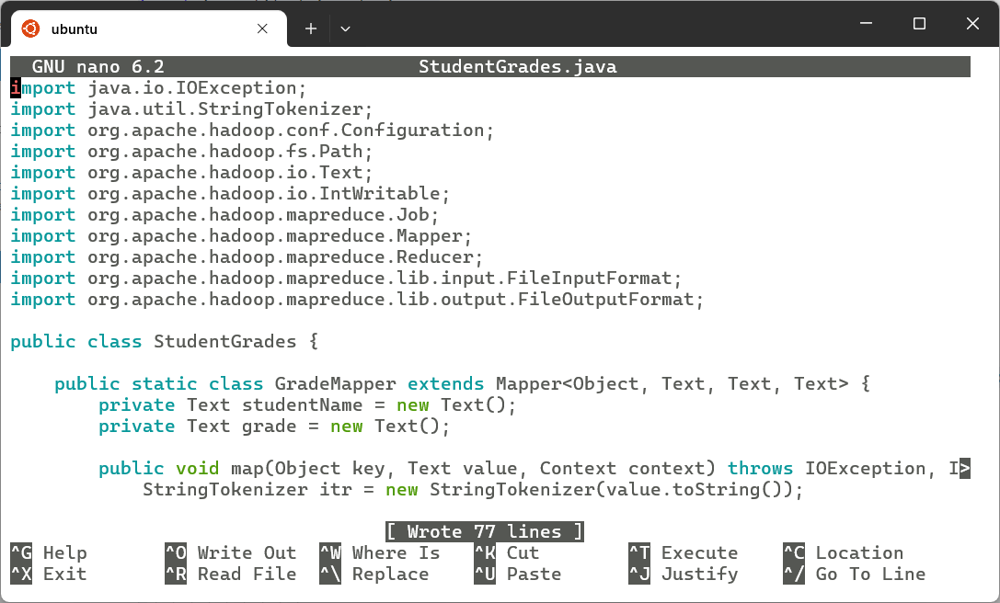 ubuntu
GNU nano 6.2 StudentGrades.java
import java.io.IOException;
import java.util.StringTokenizer;
import org.apache.hadoop.conf.Configuration;
import org.apache.hadoop.fs.Path;
import org.apache.hadoop.io.Text;
import org.apache.hadoop.io.IntWritable;
import org.apache.hadoop.mapreduce.Job;
import org.apache.hadoop.mapreduce.Mapper;
import org.apache.hadoop.mapreduce.Reducer;
import org.apache.hadoop.mapreduce.lib.input.FileInputFormat;
import org.apache.hadoop.mapreduce.lib.output.FileOutputFormat;
public class StudentGrades {
public static class GradeMapper extends Mapper<Object, Text, Text, Text> {
private Text studentName = new Text();
private Text grade = new Text();
public void map(Object key, Text value, Context context) throws IOException, I>
StringTokenizer itr = new StringTokenizer(value.toString());
[ Wrote 77 lines ]
^G Help ^O Write Out ^W Where Is ^K Cut ^T Execute ^C Location
^X Exit ^R Read File ^\ Replace ^U Paste ^J Justify ^/ Go To Line